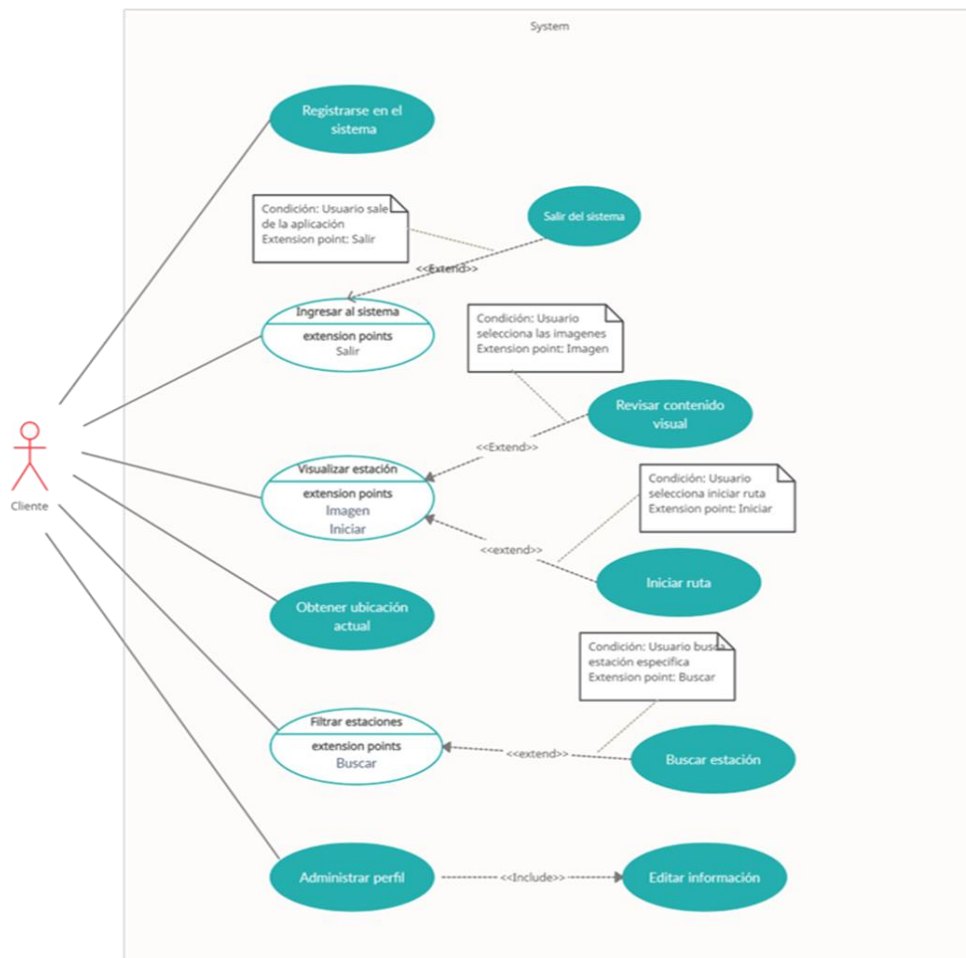 System
Registrarse en el
sistema
Condición: Usuario sale
de la aplicación
Extension point: Salir
Salir del sistema
<<Extend>>
Ingresar al sistema
extension points
Salir
Condición: Usuario
selecciona las imagenes
Extension point: Imagen
Revisar contenido
visual
<<Extend>>
Visualizar estación
extension points
Imagen
Iniciar
Cliente
Condición: Usuario
selecciona iniciar ruta
Extension point: Iniciar
<<extend>>
Iniciar ruta
Obtener ubicación
actual
Condición: Usuario busca
estación especifica
Extension point: Buscar
Filtrar estaciones
extension points
Buscar
<<extend>>
Buscar estación
Administrar perfil
<<Include>>
Editar información